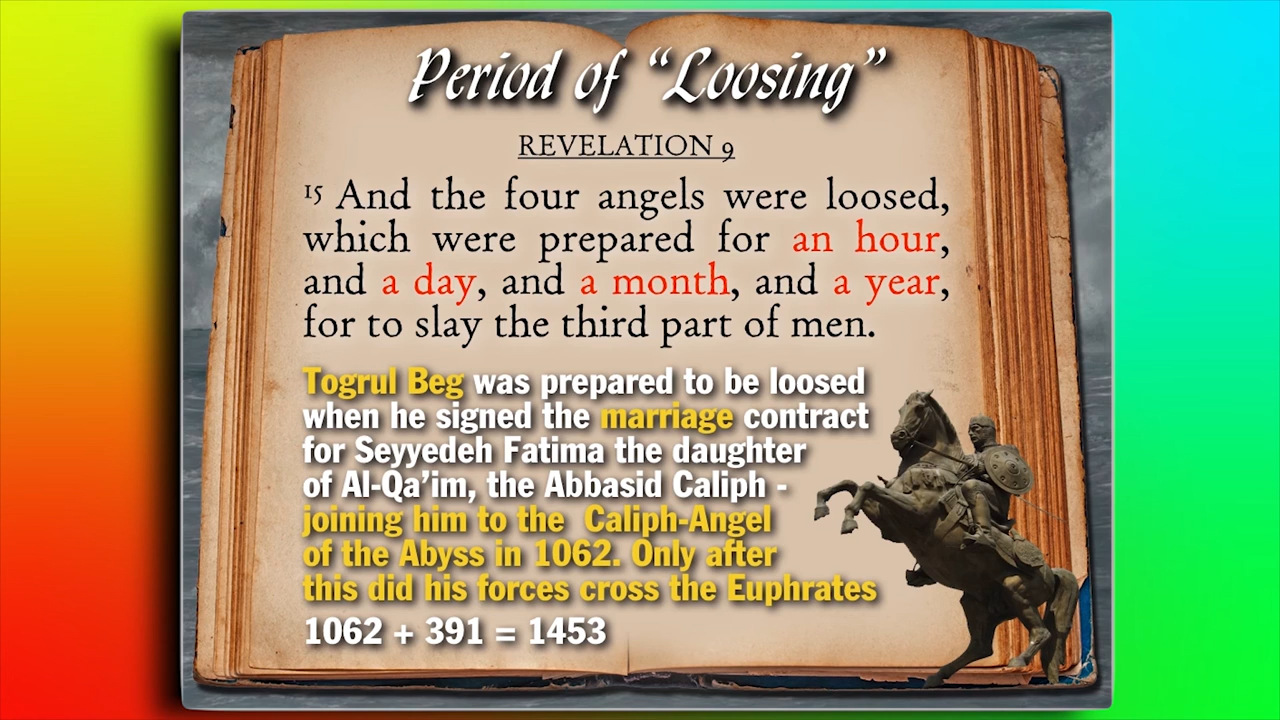 Period of “Loosing”
REVELATION 9
15 And the four angels were loosed,
which were prepared for an hour,
and a day, and a month, and a year,
for to slay the third part of men.
Togrul Beg was prepared to be loosed
when he signed the marriage contract
for Seyyedeh Fatima the daughter
of Al-Qa’im, the Abbasid Caliph -
joining him to the Caliph-Angel
of the Abyss in 1062. Only after
this did his forces cross the Euphrates
1062 + 391 = 1453